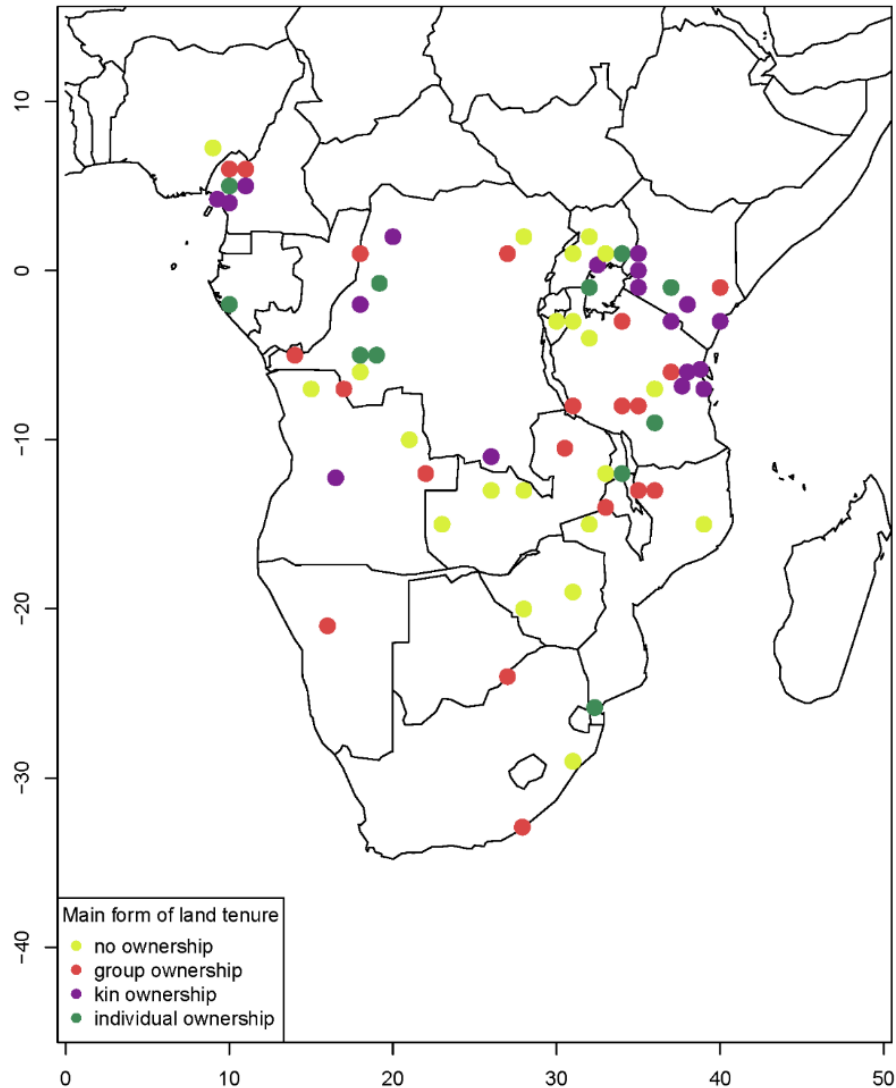 10
0
-10
-20
-30
-40
Main form of land tenure
no ownership
group ownership
kin ownership
individual ownership
0 10 20 30 40 50